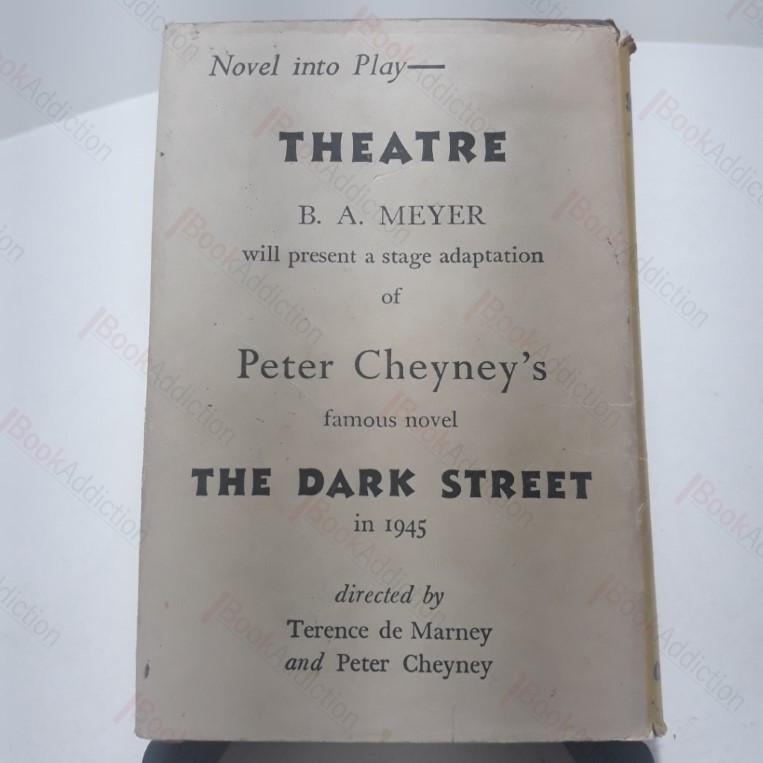 Novel into Play—
THEATRE
B. A. MEYER
will present a stage adaptation
of
Peter Cheyney's
famous novel
THE DARK STREET
in 1945
directed by
Terence de Marney
and Peter Cheyney
BookAddiction